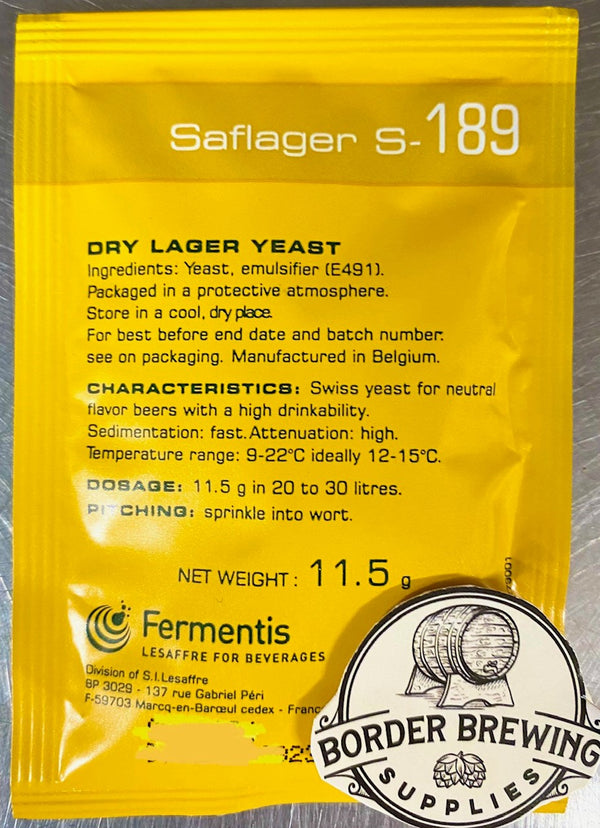 Saflager S-189
DRY LAGER YEAST
Ingredients: Yeast, emulsifier (E491).
Packaged in a protective atmosphere.
Store in a cool, dry place.
For best before end date and batch number:
see on packaging. Manufactured in Belgium.
CHARACTERISTICS: Swiss yeast for neutral
flavor beers with a high drinkability.
Sedimentation: fast. Attenuation: high.
Temperature range: 9-22°C ideally 12-15°C.
DOSAGE: 11.5 g in 20 to 30 litres.
PITCHING: sprinkle into wort.
NET WEIGHT: 11.5 g
Fermentis
LESAFFRE FOR BEVERAGES
Division of S.I.Lesaffre
BP 3029 - 137 rue Gabriel Péri
F-59703 Marcq-en-Barœul cedex - Franc
BORDER BREWING
SUPPLIES